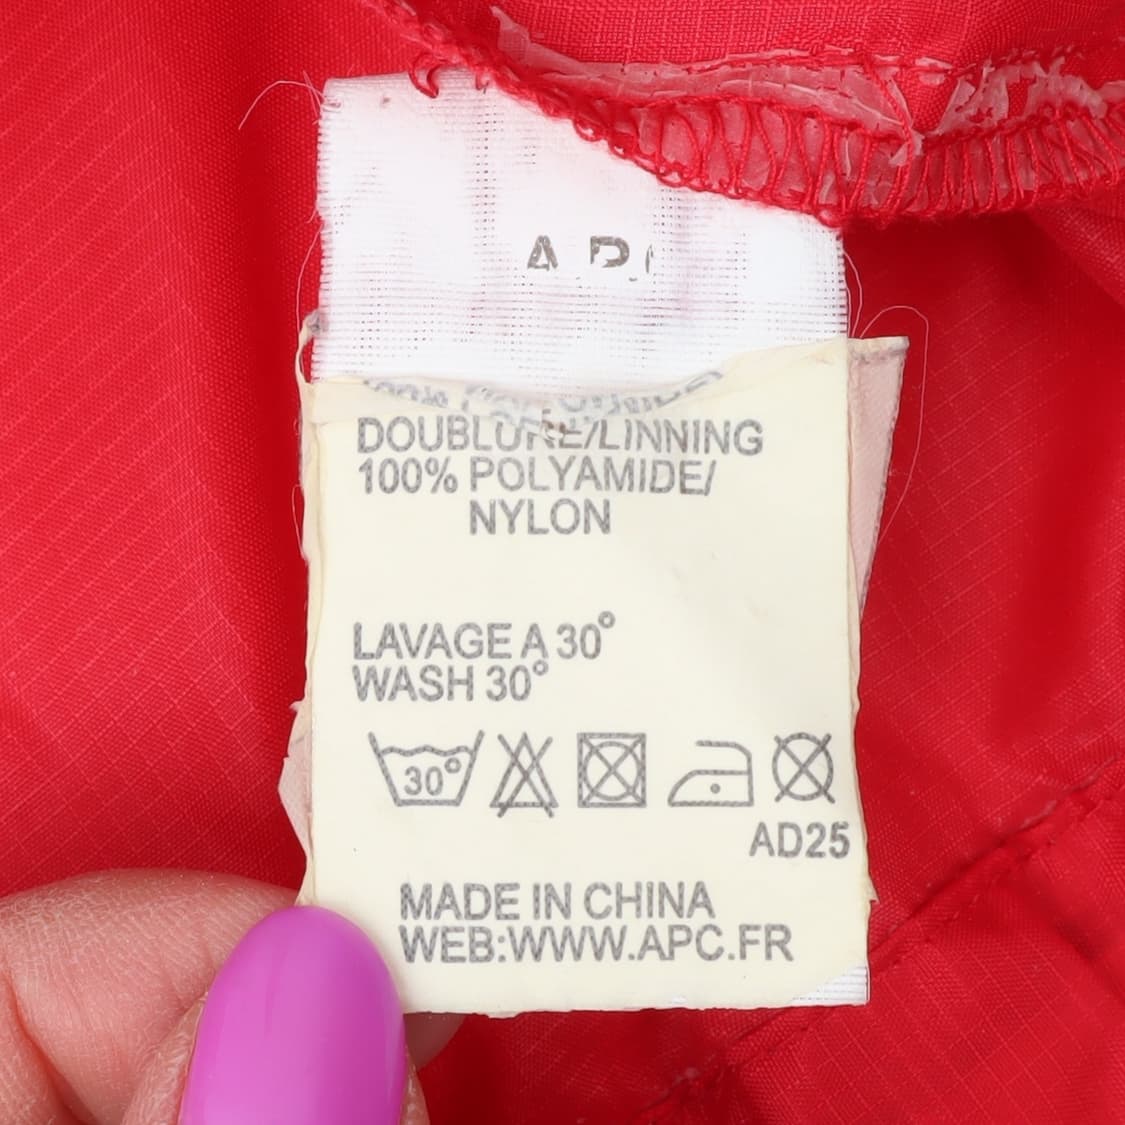 A P
DOUBLURE/LINNING
100% POLYAMIDE/
NYLON
LAVAGE A 30°
WASH 30°
30°
AD25
MADE IN CHINA
WEB:WWW.APC.FR